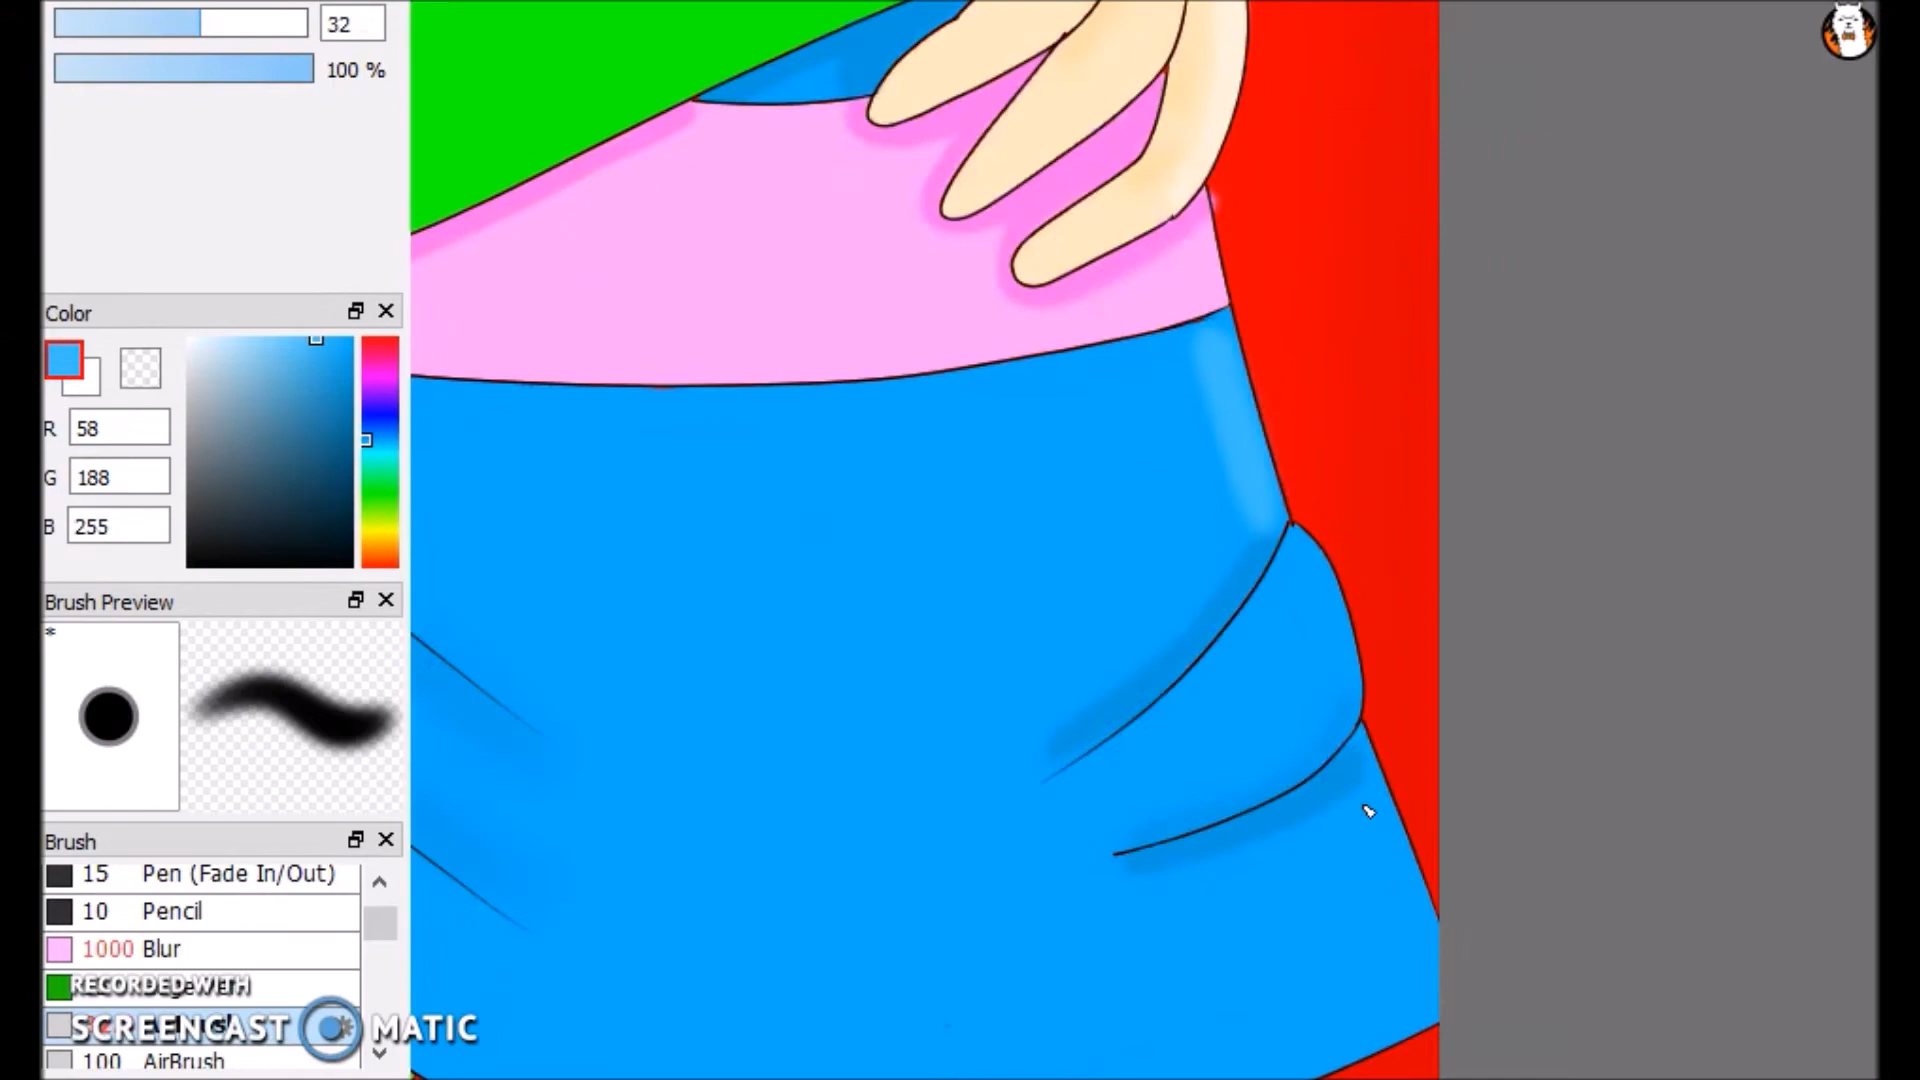 32
100 %
Color
R 58
G 188
B 255
Brush Preview
*
Brush
15 Pen (Fade In/Out)
10 Pencil
1000 Blur
RECORDED WITH
SCREENCAST MATIC
100 AirBrush